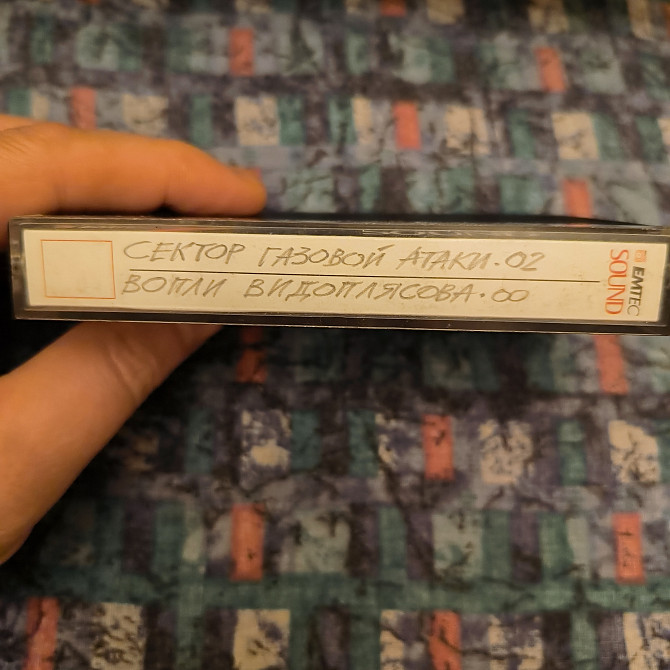 СЕКТОР ГАЗОВОЙ АТАКИ.02
ВОПЛИ ВИДОПЛЯСОВА.00
EMTEC
SOUND